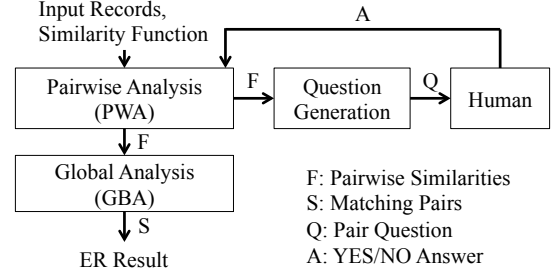 Input Records,
Similarity Function
A
Pairwise Analysis
(PWA)
F
Question
Generation
Q
Human
F
Global Analysis
(GBA)
S
ER Result
F: Pairwise Similarities
S: Matching Pairs
Q: Pair Question
A: YES/NO Answer